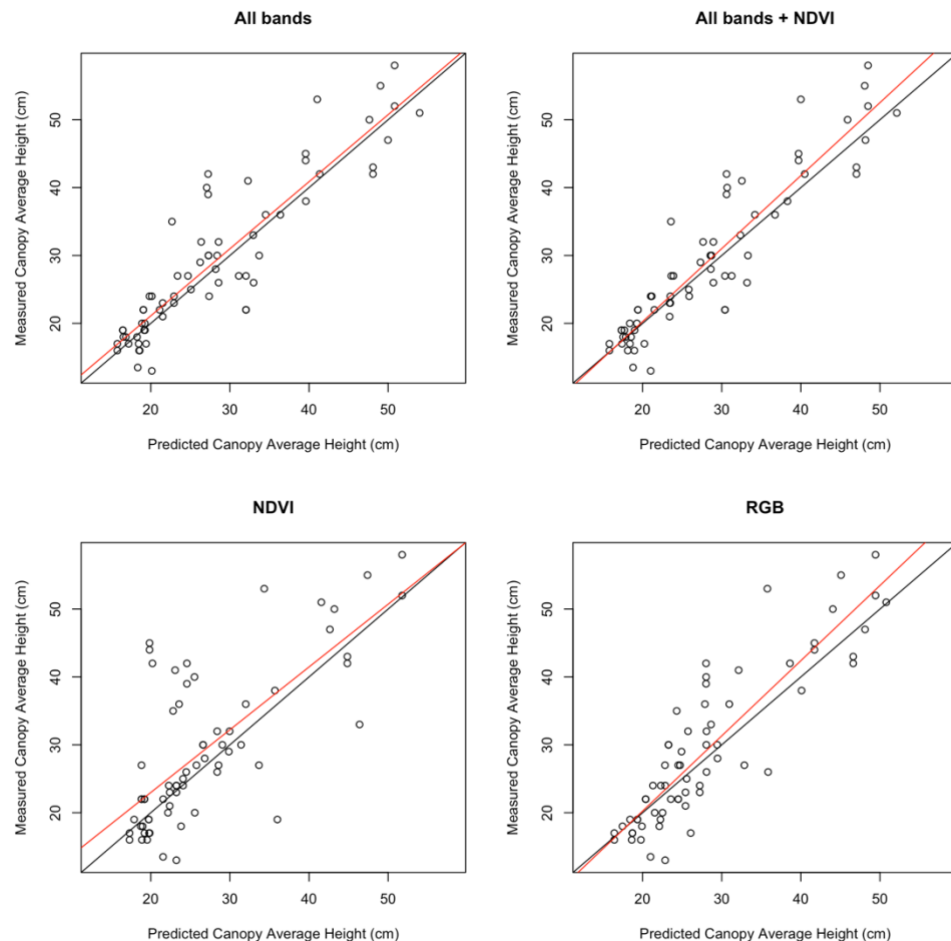 All bands
Measured Canopy Average Height (cm)
50
40
30
20
20 30 40 50
Predicted Canopy Average Height (cm)
All bands + NDVI
Measured Canopy Average Height (cm)
50
40
30
20
20 30 40 50
Predicted Canopy Average Height (cm)
NDVI
Measured Canopy Average Height (cm)
50
40
30
20
20 30 40 50
Predicted Canopy Average Height (cm)
RGB
Measured Canopy Average Height (cm)
50
40
30
20
20 30 40 50
Predicted Canopy Average Height (cm)